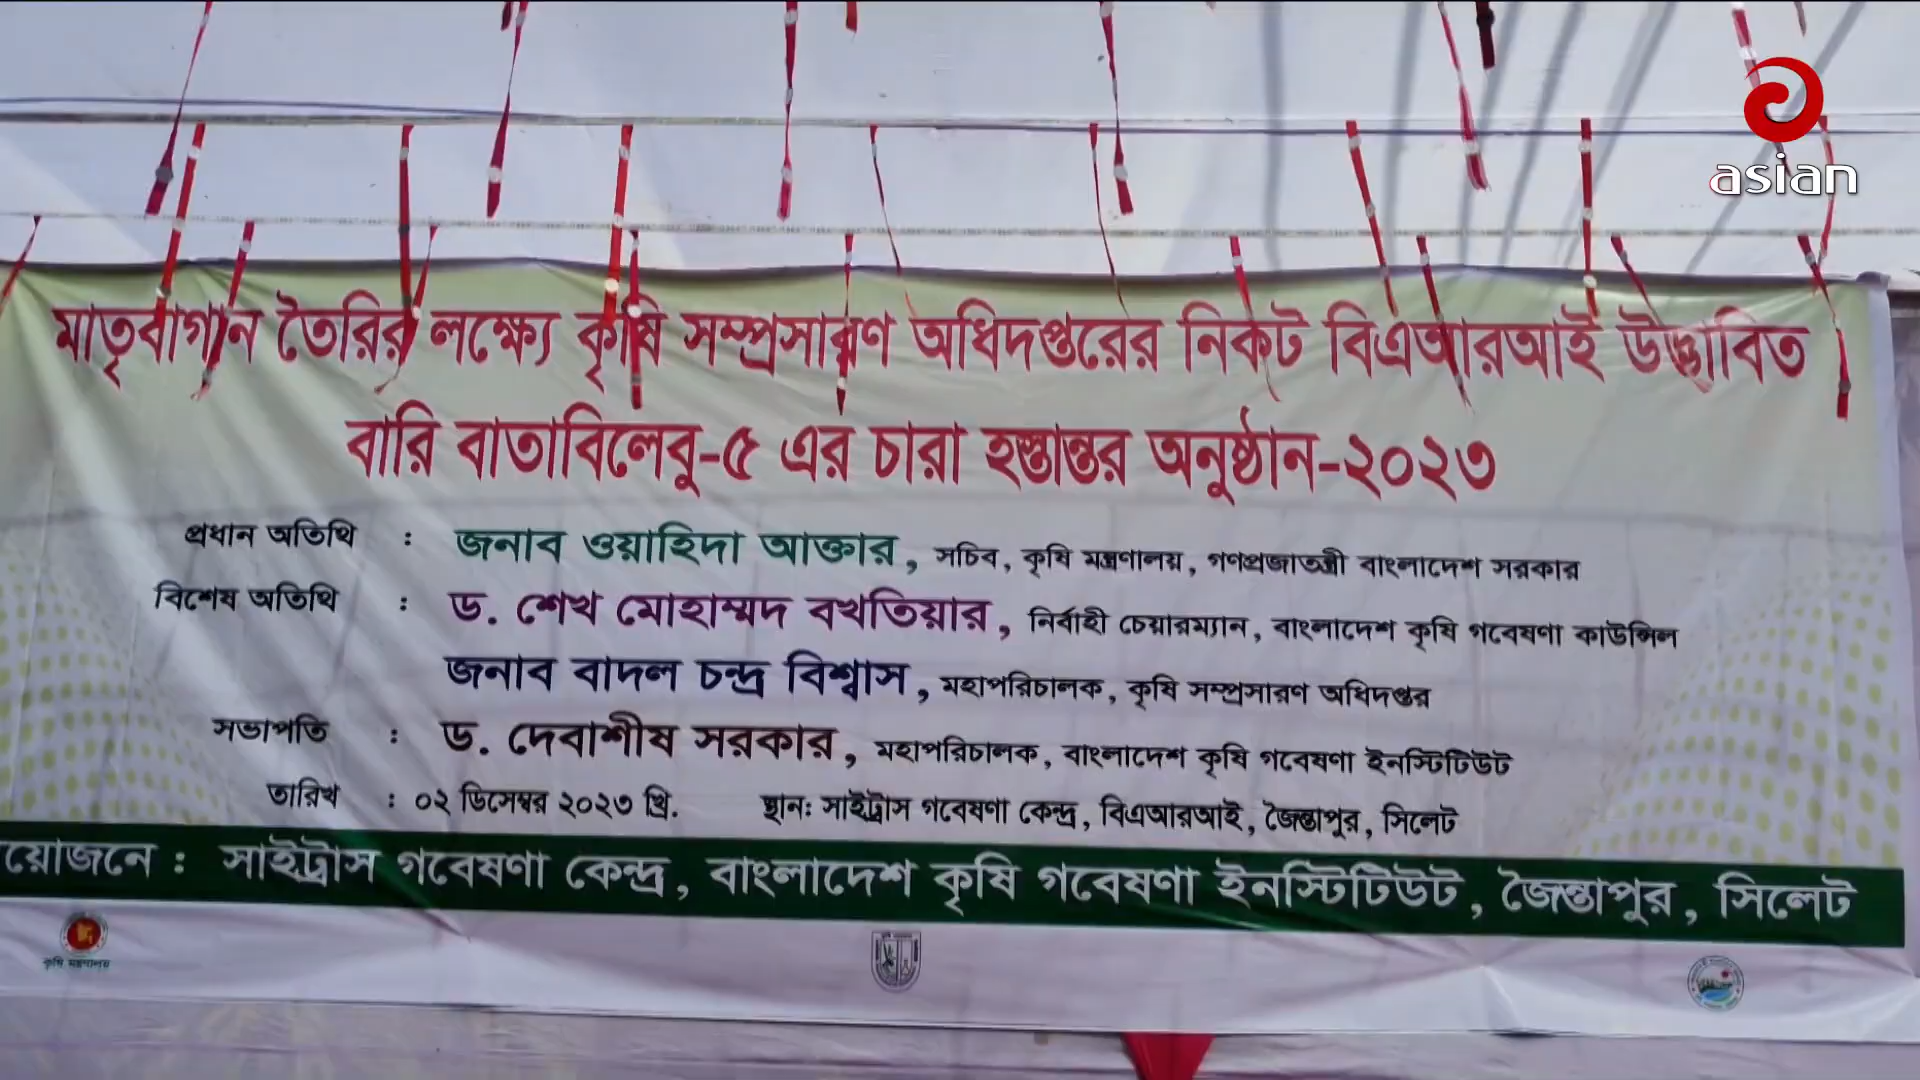 asian
মাতৃবাগান তৈরির লক্ষ্যে কৃষি সম্প্রসারণ অধিদপ্তরের নিকট বিএআরআই উদ্ভাবিত
বারি বাতাবিলেবু-৫ এর চারা হস্তান্তর অনুষ্ঠান-২০২৩
প্রধান অতিথি : জনাব ওয়াহিদা আক্তার, সচিব, কৃষি মন্ত্রণালয়, গণপ্রজাতন্ত্রী বাংলাদেশ সরকার
বিশেষ অতিথি : ড. শেখ মোহাম্মদ বখতিয়ার, নির্বাহী চেয়ারম্যান, বাংলাদেশ কৃষি গবেষণা কাউন্সিল
জনাব বাদল চন্দ্র বিশ্বাস, মহাপরিচালক, কৃষি সম্প্রসারণ অধিদপ্তর
সভাপতি : ড. দেবাশীষ সরকার, মহাপরিচালক, বাংলাদেশ কৃষি গবেষণা ইনস্টিটিউট
তারিখ : ০২ ডিসেম্বর ২০২৩ খ্রি. স্থান: সাইট্রাস গবেষণা কেন্দ্র, বিএআরআই, জৈন্তাপুর, সিলেট
য়োজনে : সাইট্রাস গবেষণা কেন্দ্র, বাংলাদেশ কৃষি গবেষণা ইনস্টিটিউট, জৈন্তাপুর, সিলেট
কৃষি মন্ত্রণালয়